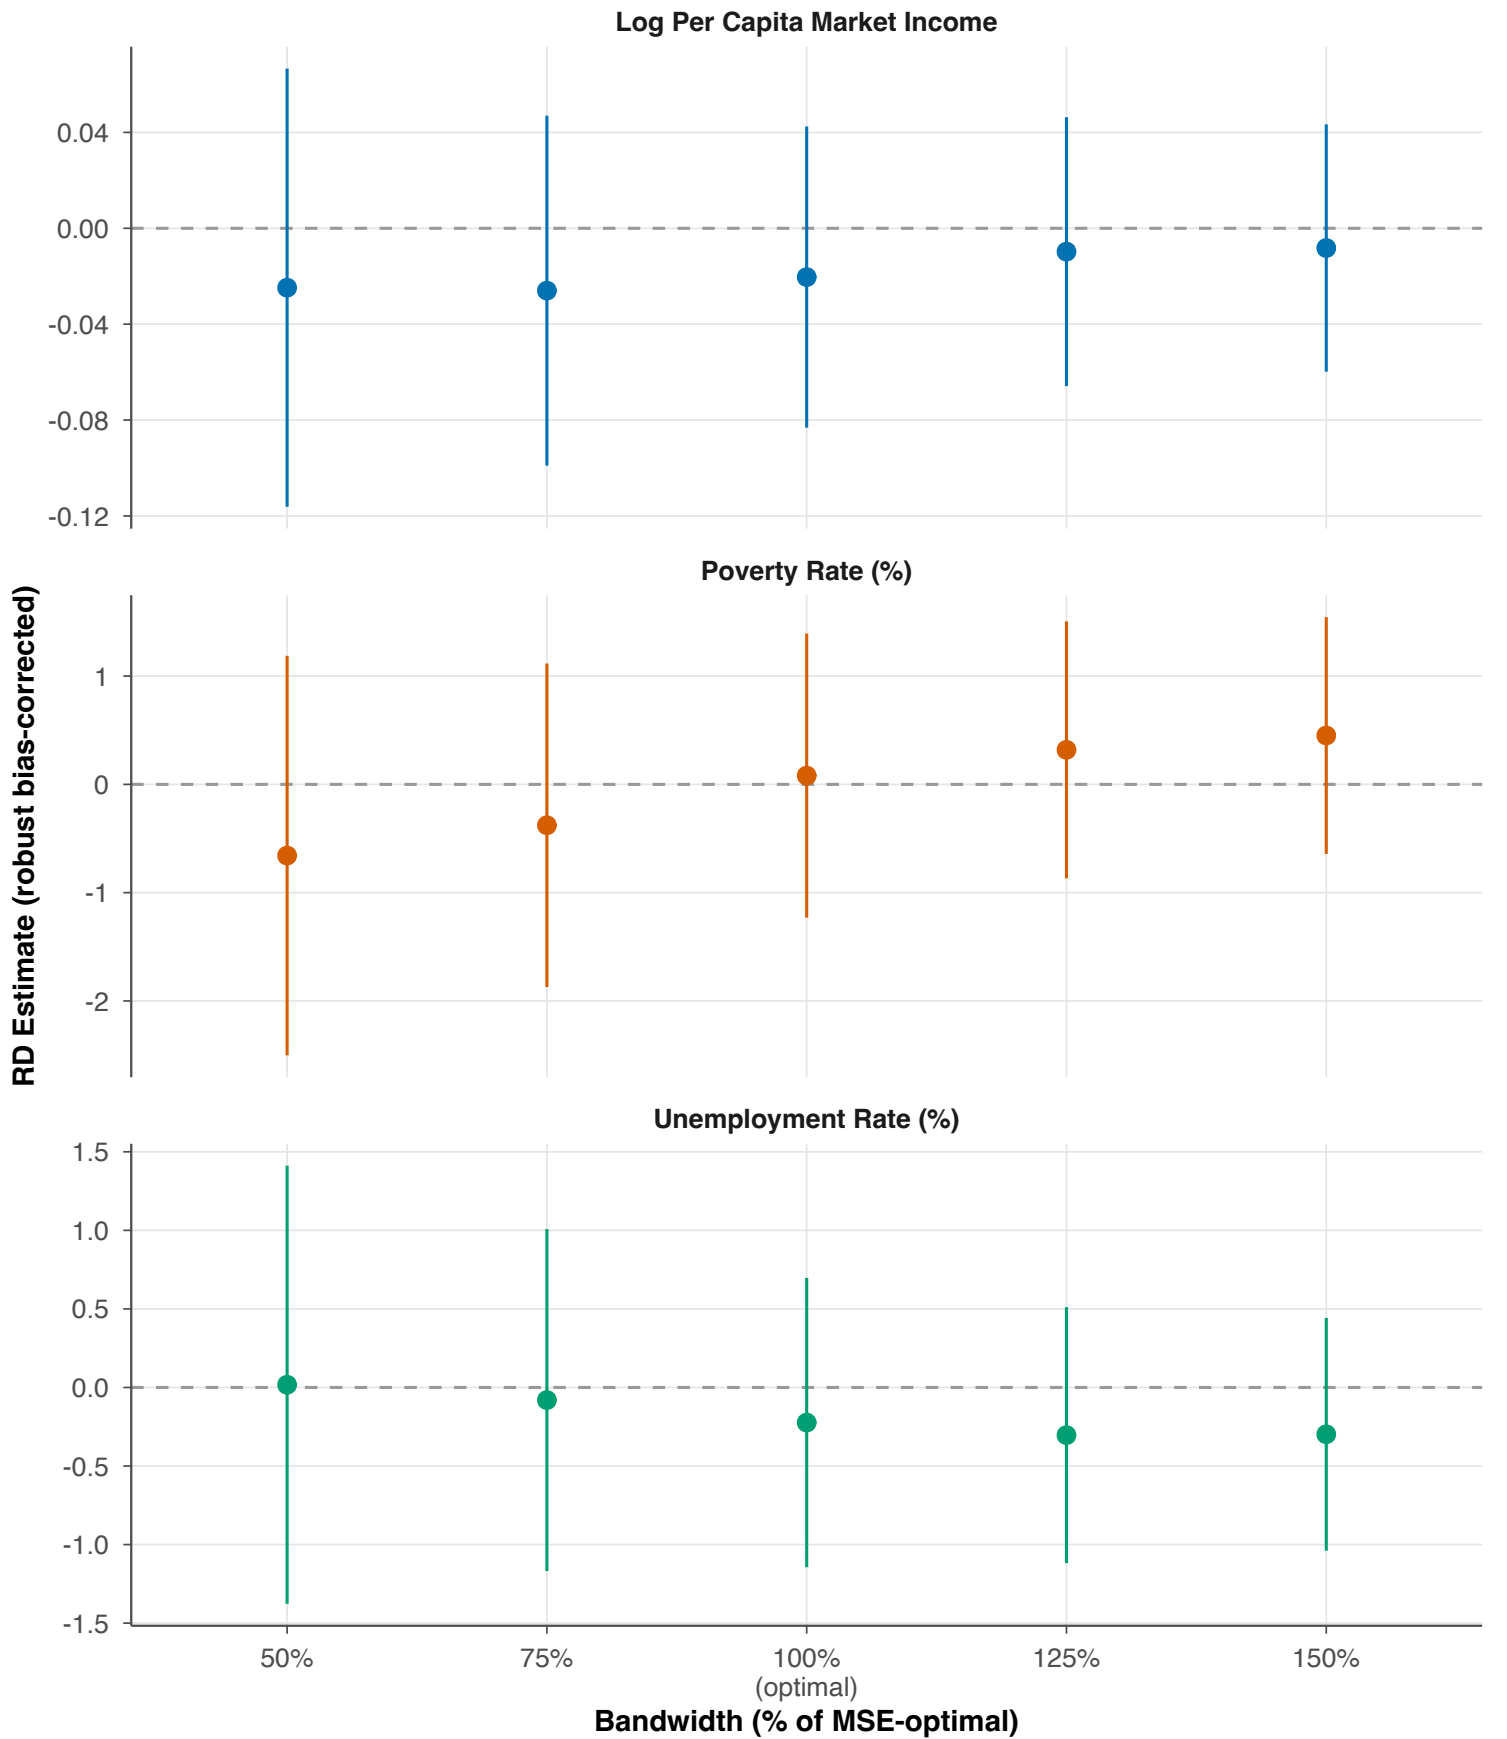 Log Per Capita Market Income
0.04
0.00
-0.04
-0.08
-0.12
Poverty Rate (%)
1
0
-1
-2
RD Estimate (robust bias-corrected)
Unemployment Rate (%)
1.5
1.0
0.5
0.0
-0.5
-1.0
-1.5
50% 75% 100% 125% 150%
(optimal)
Bandwidth (% of MSE-optimal)